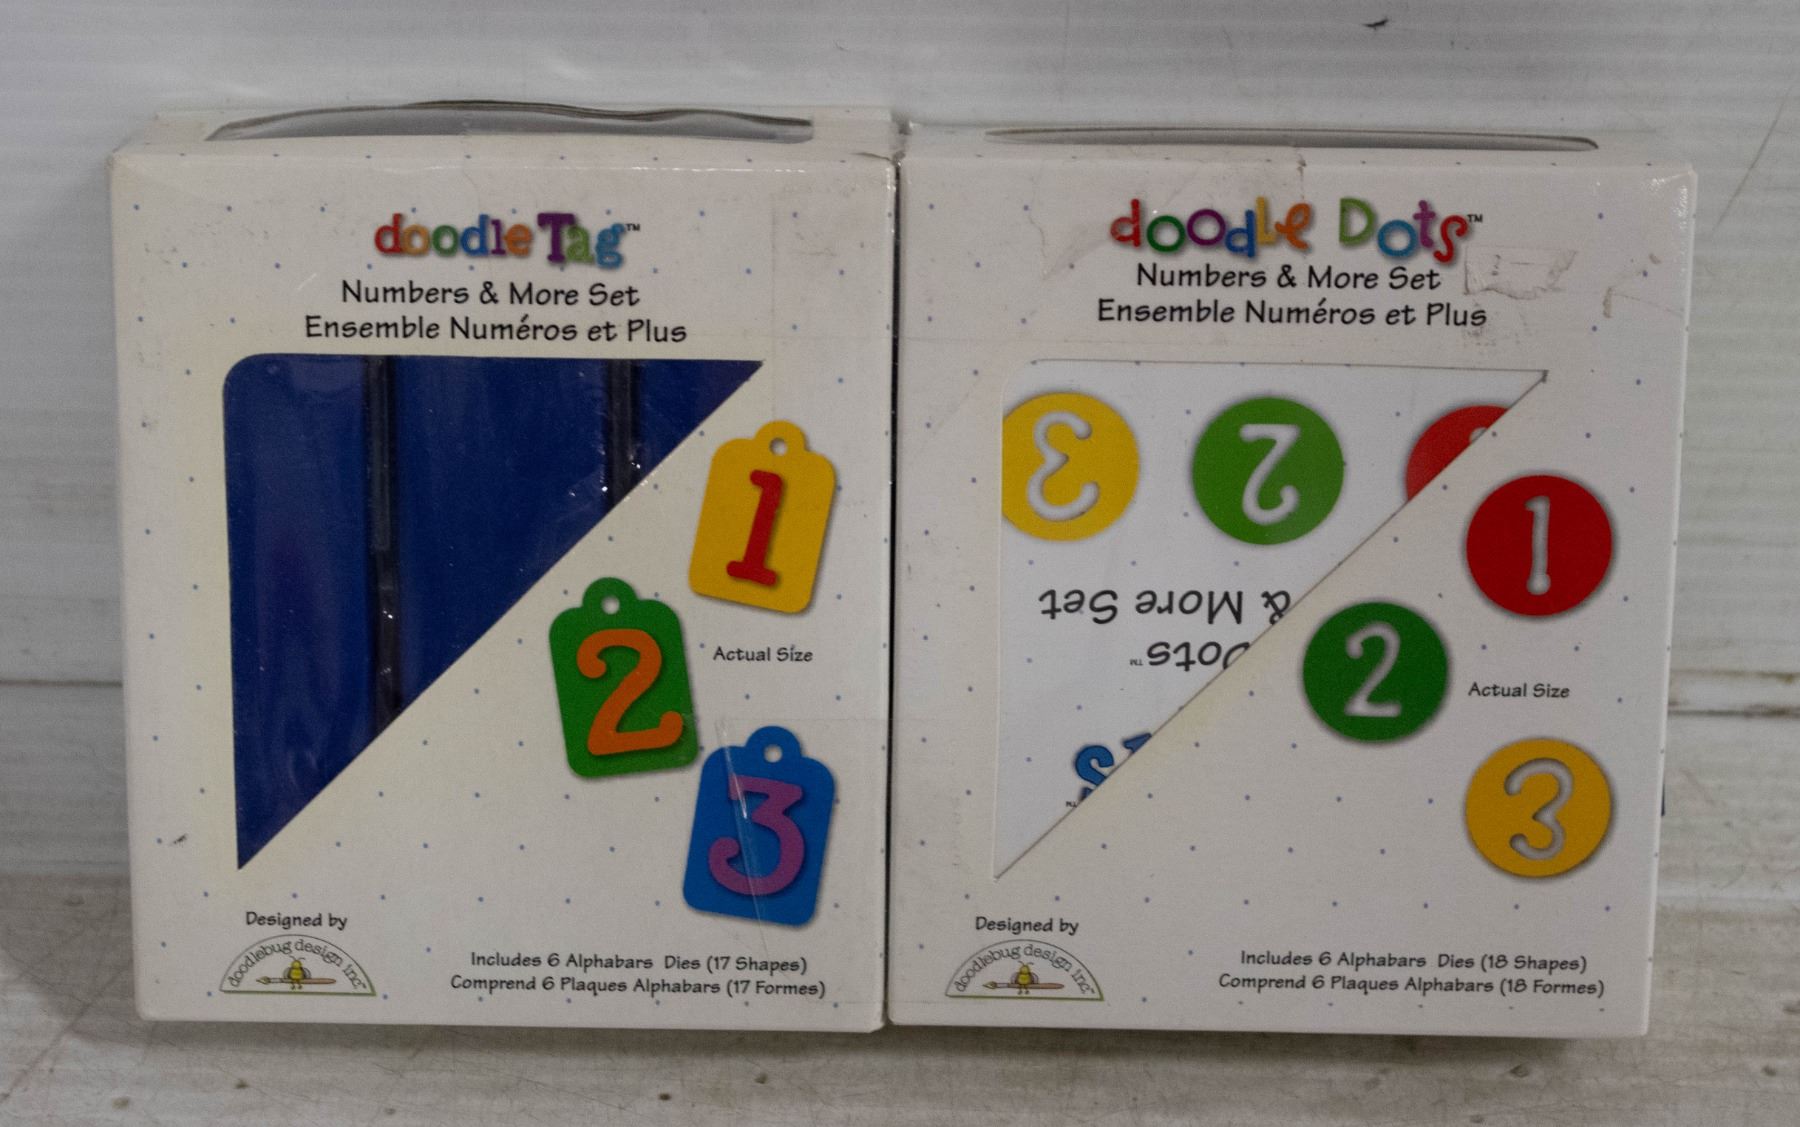 doodle Tag™
Numbers & More Set
Ensemble Numéros et Plus
1
2
Actual Size
3
Designed by
doodlebug design inc™
Includes 6 Alphabars Dies (17 Shapes)
Comprend 6 Plaques Alphabars (17 Formes)
doodle Dots™
Numbers & More Set
Ensemble Numéros et Plus
3
2
& More Set
Dots™
1
2
Actual Size
3
Designed by
doodlebug design inc™
Includes 6 Alphabars Dies (18 Shapes)
Comprend 6 Plaques Alphabars (18 Formes)